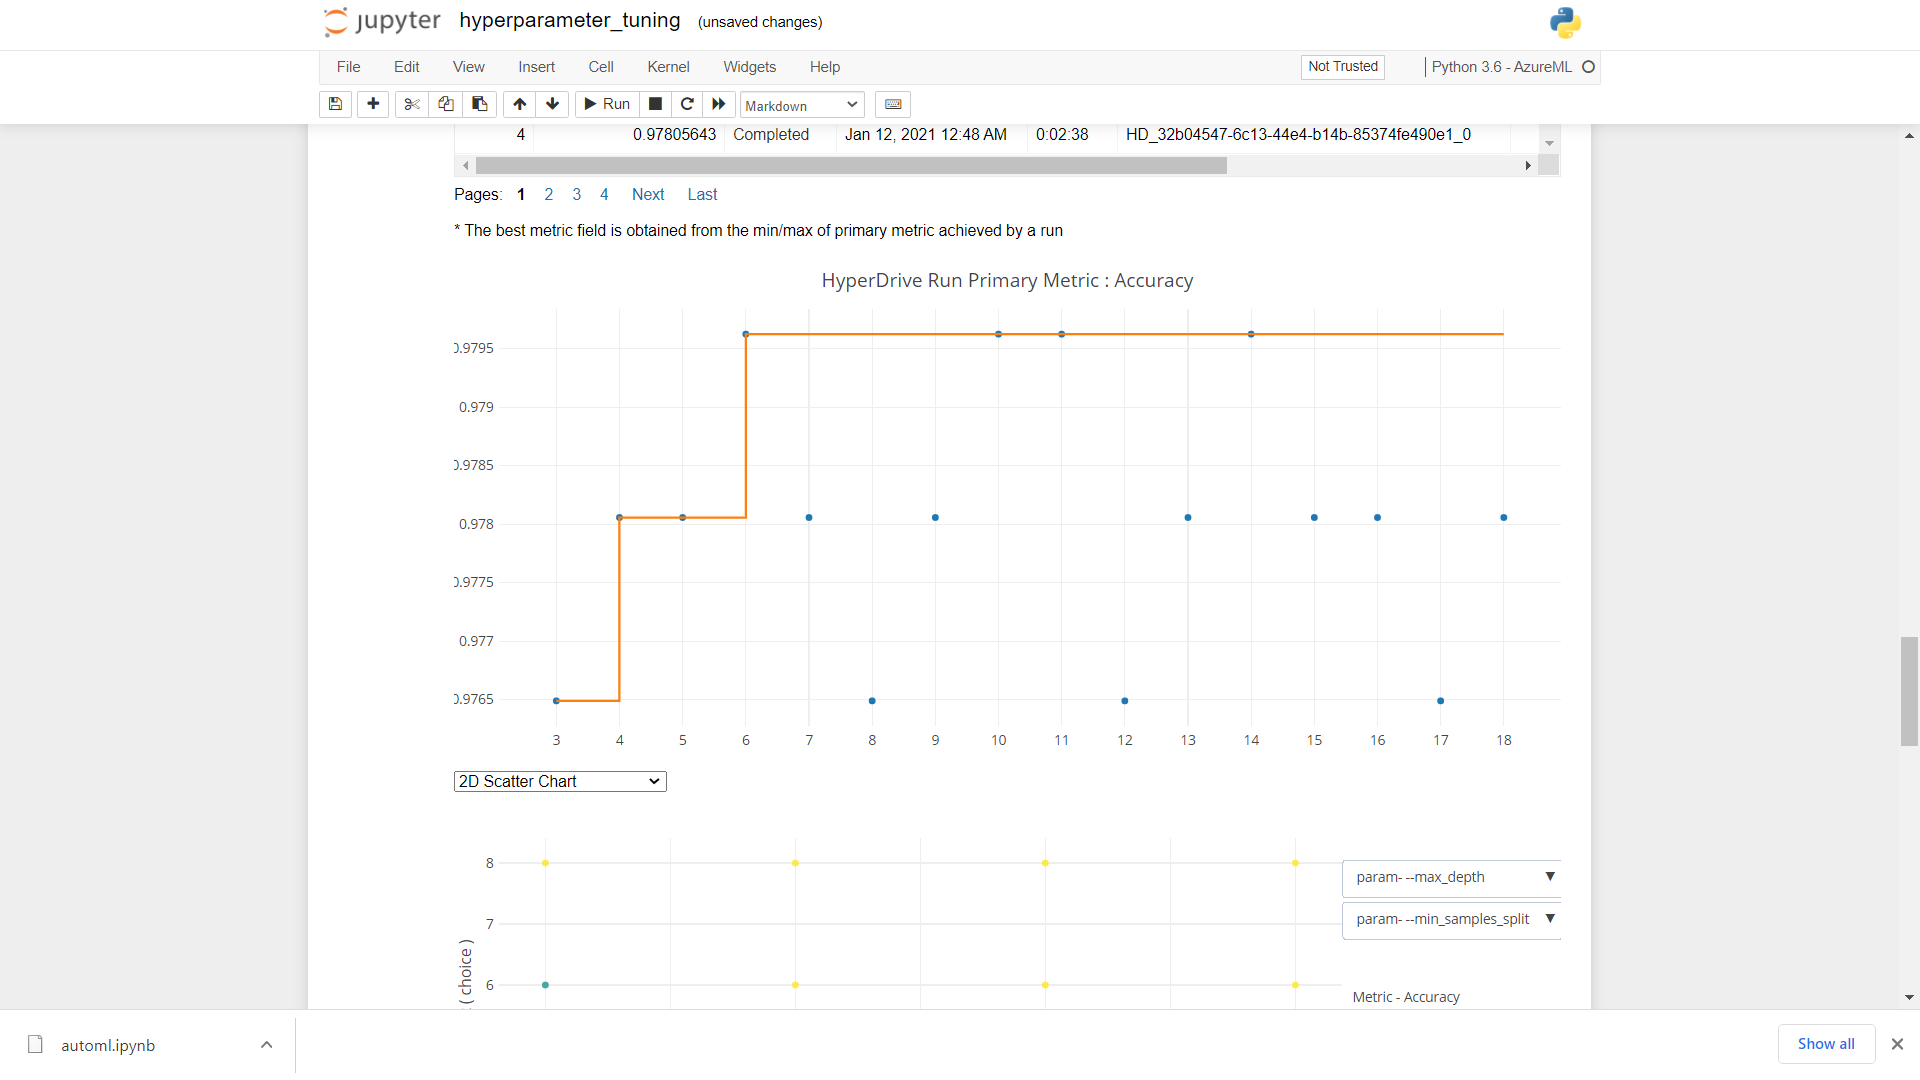 jupyter hyperparameter_tuning (unsaved changes)
File Edit View Insert Cell Kernel Widgets Help Not Trusted Python 3.6 - AzureML
Run Markdown
4 0.97805643 Completed Jan 12, 2021 12:48 AM 0:02:38 HD_32b04547-6c13-44e4-b14b-85374fe490e1_0
Pages: 1 2 3 4 Next Last
* The best metric field is obtained from the min/max of primary metric achieved by a run
HyperDrive Run Primary Metric : Accuracy
0.9795
0.979
0.9785
0.978
0.9775
0.977
0.9765
3 4 5 6 7 8 9 10 11 12 13 14 15 16 17 18
2D Scatter Chart
8
7
6
( choice )
param- --max_depth ▼
param- --min_samples_split ▼
Metric - Accuracy
automl.ipynb
Show all